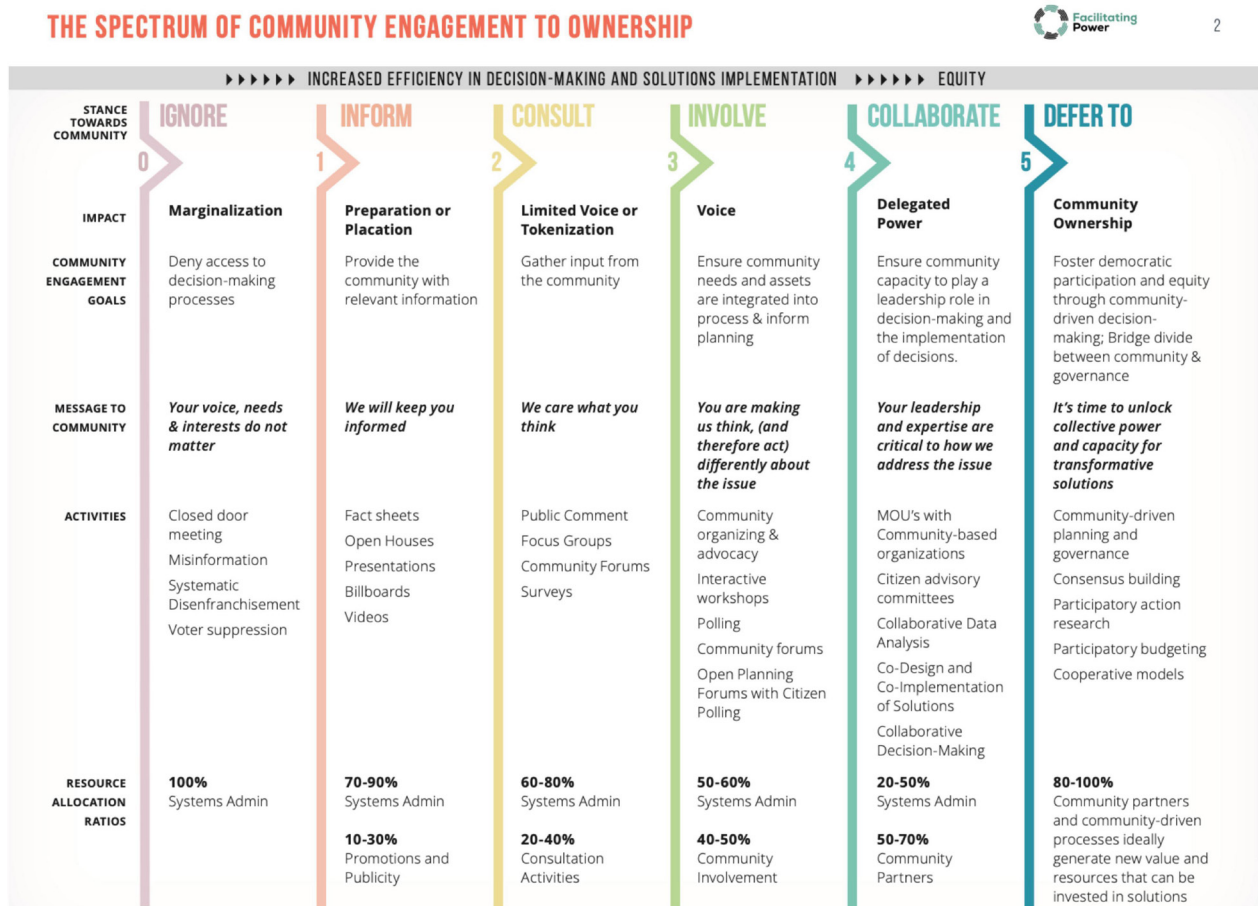 THE SPECTRUM OF COMMUNITY ENGAGEMENT TO OWNERSHIP
Facilitating
Power
2
INCREASED EFFICIENCY IN DECISION-MAKING AND SOLUTIONS IMPLEMENTATION EQUITY
STANCE
TOWARDS
COMMUNITY
IGNORE
0
INFORM
1
CONSULT
2
INVOLVE
3
COLLABORATE
4
DEFER TO
5
IMPACT
Marginalization
Preparation or
Placation
Limited Voice or
Tokenization
Voice
Delegated
Power
Community
Ownership
COMMUNITY
ENGAGEMENT
GOALS
Deny access to
decision-making
processes
Provide the
community with
relevant information
Gather input from
the community
Ensure community
needs and assets
are integrated into
process & inform
planning
Ensure community
capacity to play a
leadership role in
decision-making and
the implementation
of decisions.
Foster democratic
participation and equity
through community-
driven decision-
making; Bridge divide
between community &
governance
MESSAGE TO
COMMUNITY
Your voice, needs
& interests do not
matter
We will keep you
informed
We care what you
think
You are making
us think, (and
therefore act)
differently about
the issue
Your leadership
and expertise are
critical to how we
address the issue
It's time to unlock
collective power
and capacity for
transformative
solutions
ACTIVITIES
Closed door
meeting
Misinformation
Systematic
Disenfranchisement
Voter suppression
Fact sheets
Open Houses
Presentations
Billboards
Videos
Public Comment
Focus Groups
Community Forums
Surveys
Community
organizing &
advocacy
Interactive
workshops
Polling
Community forums
Open Planning
Forums with Citizen
Polling
MOU's with
Community-based
organizations
Citizen advisory
committees
Collaborative Data
Analysis
Co-Design and
Co-Implementation
of Solutions
Collaborative
Decision-Making
Community-driven
planning and
governance
Consensus building
Participatory action
research
Participatory budgeting
Cooperative models
RESOURCE
ALLOCATION
RATIOS
100%
Systems Admin
70-90%
Systems Admin
10-30%
Promotions and
Publicity
60-80%
Systems Admin
20-40%
Consultation
Activities
50-60%
Systems Admin
40-50%
Community
Involvement
20-50%
Systems Admin
50-70%
Community
Partners
80-100%
Community partners
and community-driven
processes ideally
generate new value and
resources that can be
invested in solutions